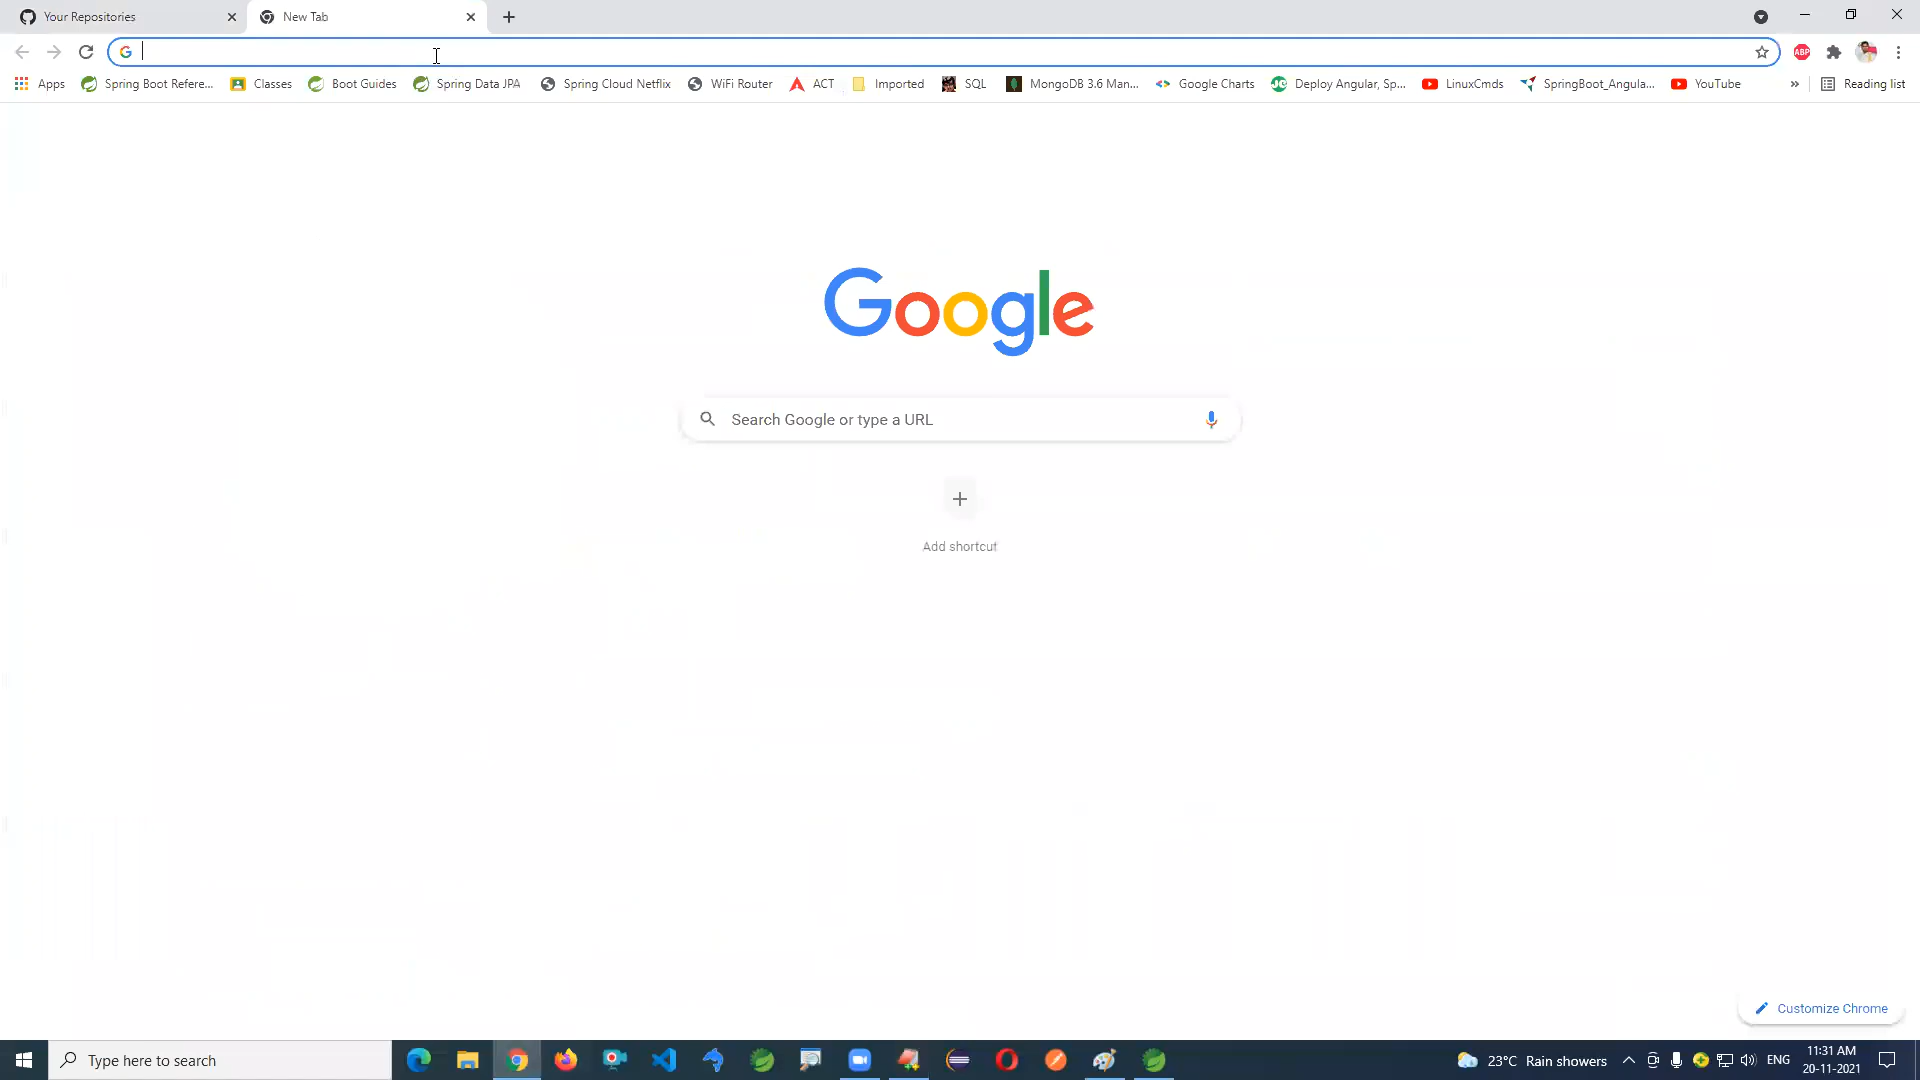 Your Repositories
New Tab
Apps
Spring Boot Refere...
Classes
Boot Guides
Spring Data JPA
Spring Cloud Netflix
WiFi Router
ACT
Imported
SQL
MongoDB 3.6 Man...
Google Charts
Deploy Angular, Sp...
LinuxCmds
SpringBoot_Angula...
YouTube
»
Reading list
ABP
Google
Search Google or type a URL
Add shortcut
Customize Chrome
Type here to search
23°C Rain showers
ENG
11:31 AM
20-11-2021